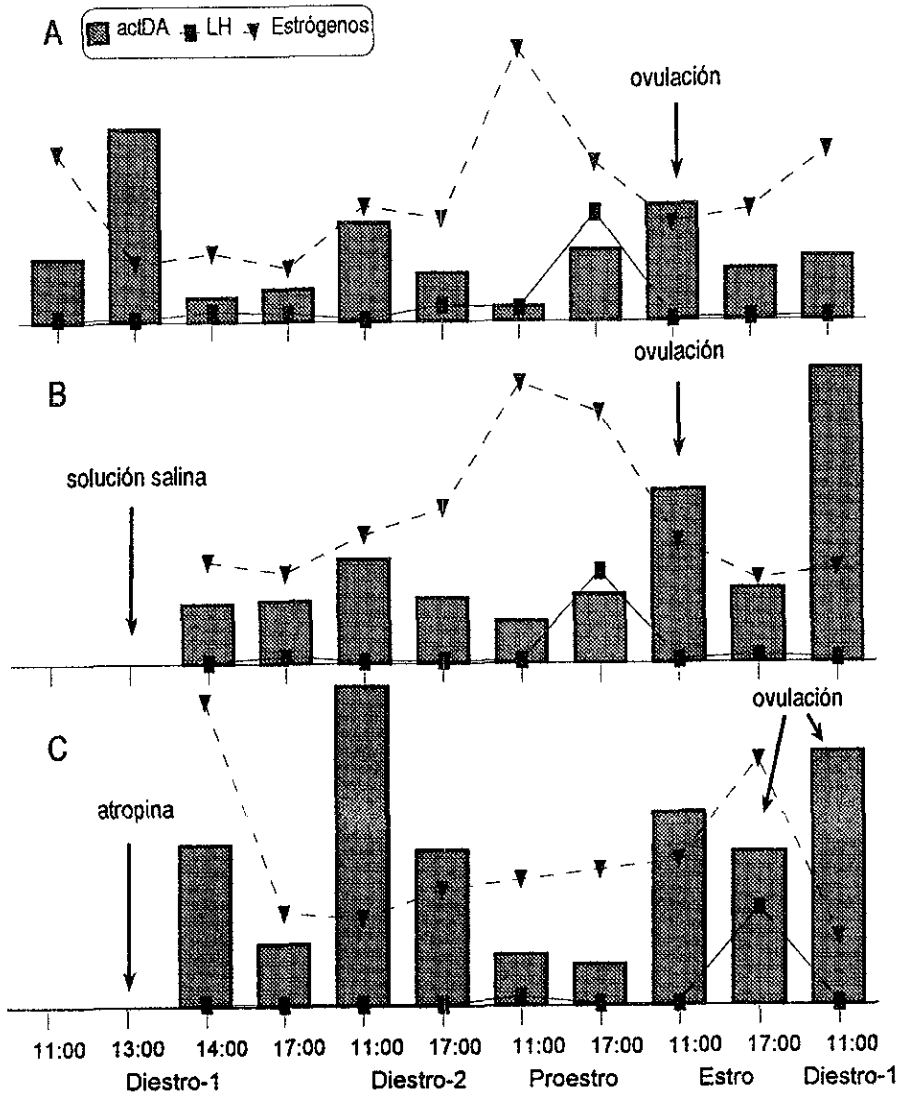 A
actDA LH Estrógenos
ovulación
B
ovulación
solución salina
C
ovulación
atropina
11:00 13:00 14:00 17:00 11:00 17:00 11:00 17:00 11:00 17:00 11:00
Diestro-1 Diestro-2 Proestro Estro Diestro-1